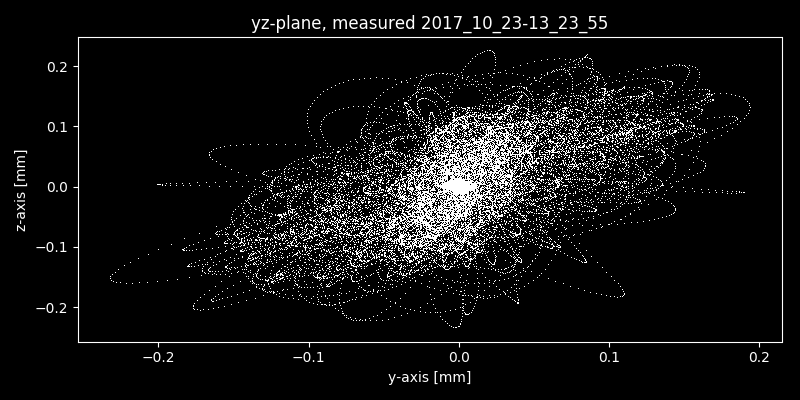 yz-plane, measured 2017_10_23-13_23_55
z-axis [mm]
0.2
0.1
0.0
−0.1
−0.2
−0.2 −0.1 0.0 0.1 0.2
y-axis [mm]